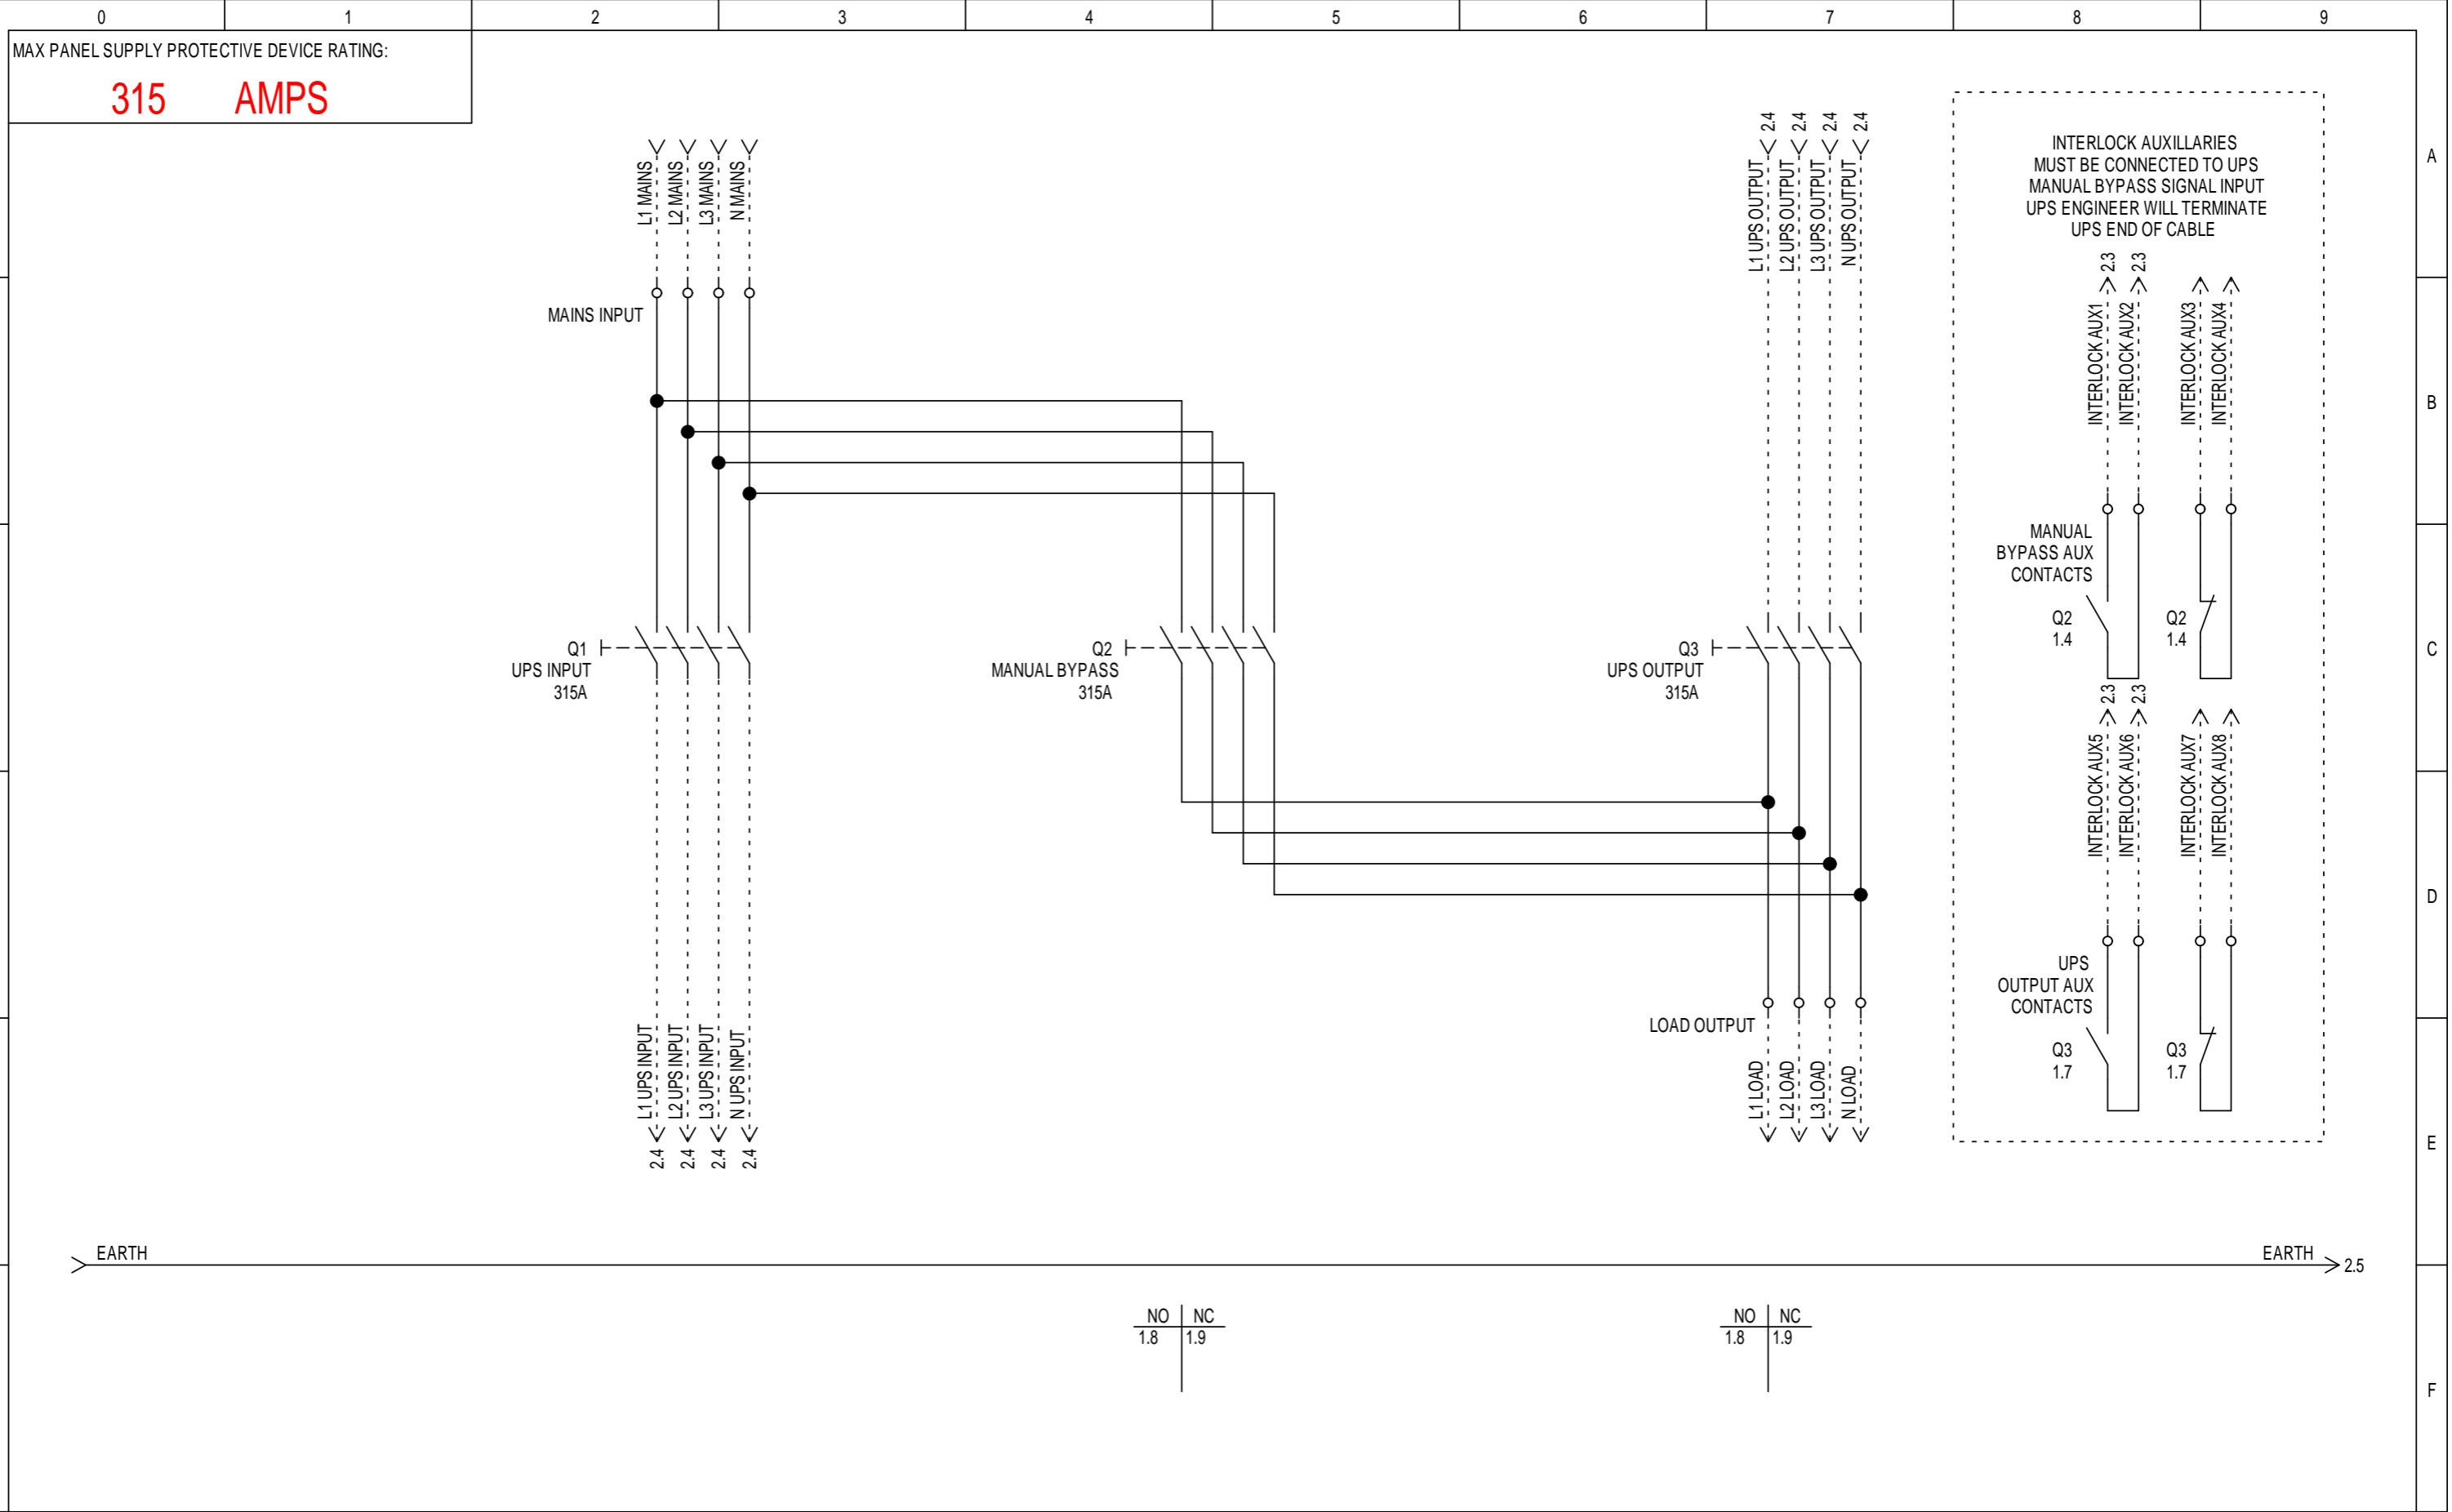 0 1 2 3 4 5 6 7 8 9
MAX PANEL SUPPLY PROTECTIVE DEVICE RATING:
315 AMPS
A
B
C
D
E
F
L1 MAINS
L2 MAINS
L3 MAINS
N MAINS
MAINS INPUT
Q1
UPS INPUT
315A
L1 UPS INPUT
L2 UPS INPUT
L3 UPS INPUT
N UPS INPUT
2.4
2.4
2.4
2.4
Q2
MANUAL BYPASS
315A
2.4
2.4
2.4
2.4
L1 UPS OUTPUT
L2 UPS OUTPUT
L3 UPS OUTPUT
N UPS OUTPUT
Q3
UPS OUTPUT
315A
LOAD OUTPUT
L1 LOAD
L2 LOAD
L3 LOAD
N LOAD
INTERLOCK AUXILLARIES
MUST BE CONNECTED TO UPS
MANUAL BYPASS SIGNAL INPUT
UPS ENGINEER WILL TERMINATE
UPS END OF CABLE
2.3
2.3
INTERLOCK AUX1
INTERLOCK AUX2
INTERLOCK AUX3
INTERLOCK AUX4
MANUAL
BYPASS AUX
CONTACTS
Q2
1.4
Q2
1.4
2.3
2.3
INTERLOCK AUX5
INTERLOCK AUX6
INTERLOCK AUX7
INTERLOCK AUX8
UPS
OUTPUT AUX
CONTACTS
Q3
1.7
Q3
1.7
EARTH
EARTH
2.5
NO NC
1.8 1.9
NO NC
1.8 1.9